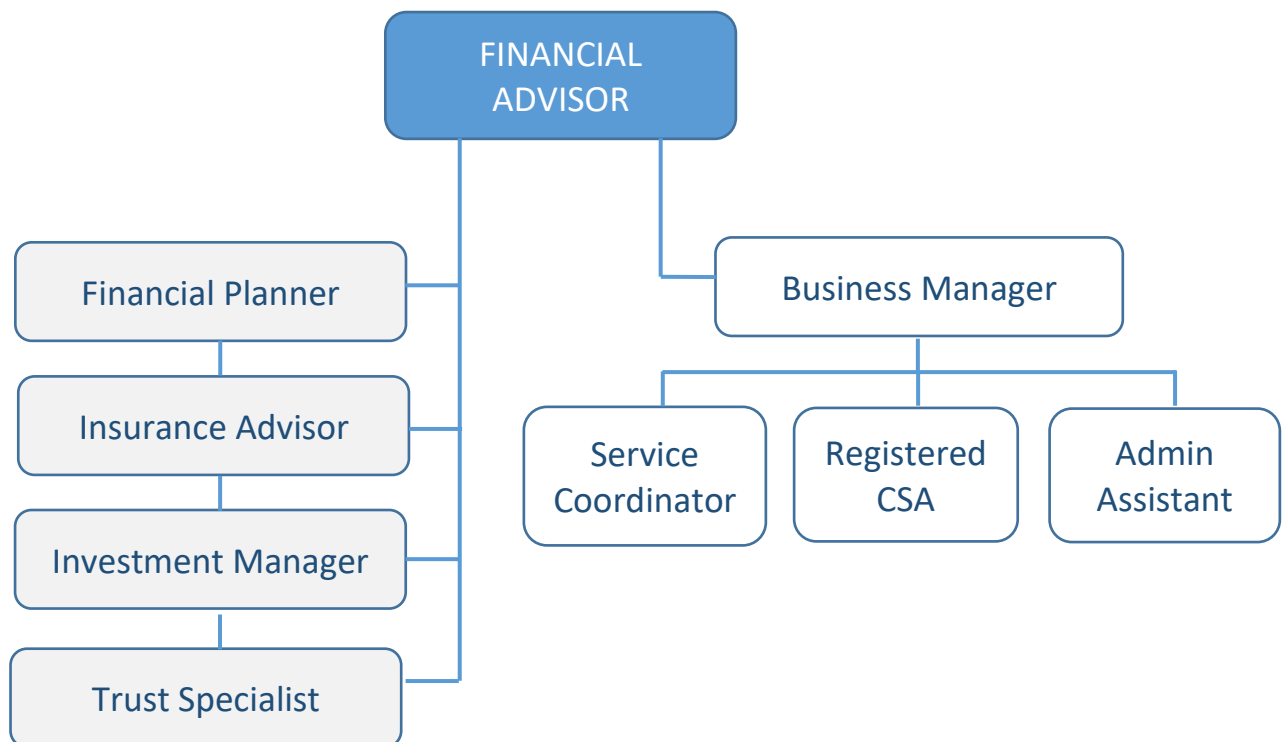 FINANCIAL
ADVISOR
Financial Planner
Business Manager
Insurance Advisor
Service
Coordinator
Registered
CSA
Admin
Assistant
Investment Manager
Trust Specialist